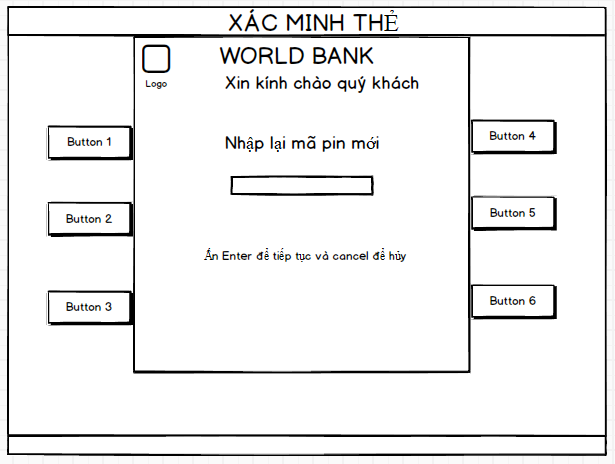 XÁC MINH THẺ
WORLD BANK
Logo
Xin kính chào quý khách
Button 1
Button 4
Nhập lại mã pin mới
Button 2
Button 5
Ấn Enter để tiếp tục và cancel để hủy
Button 3
Button 6